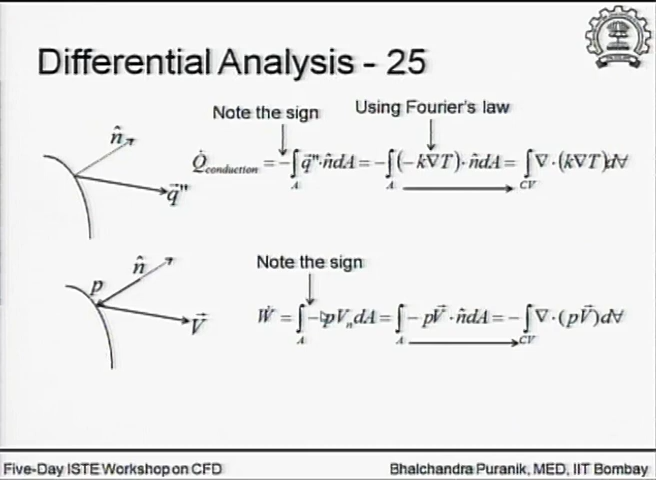 Differential Analysis - 25
Note the sign
Using Fourier's law
n̂
q⃗"
Q̇conduction = -∫A q⃗"·n̂dA = -∫A(-k∇T)·n̂dA = ∫CV ∇·(k∇T)d∀
Note the sign
p
n̂
V⃗
Ẇ = ∫A -pVn dA = ∫A -pV⃗·n̂dA = -∫CV ∇·(pV⃗)d∀
Five-Day ISTE Workshop on CFD
Bhalchandra Puranik, MED, IIT Bombay